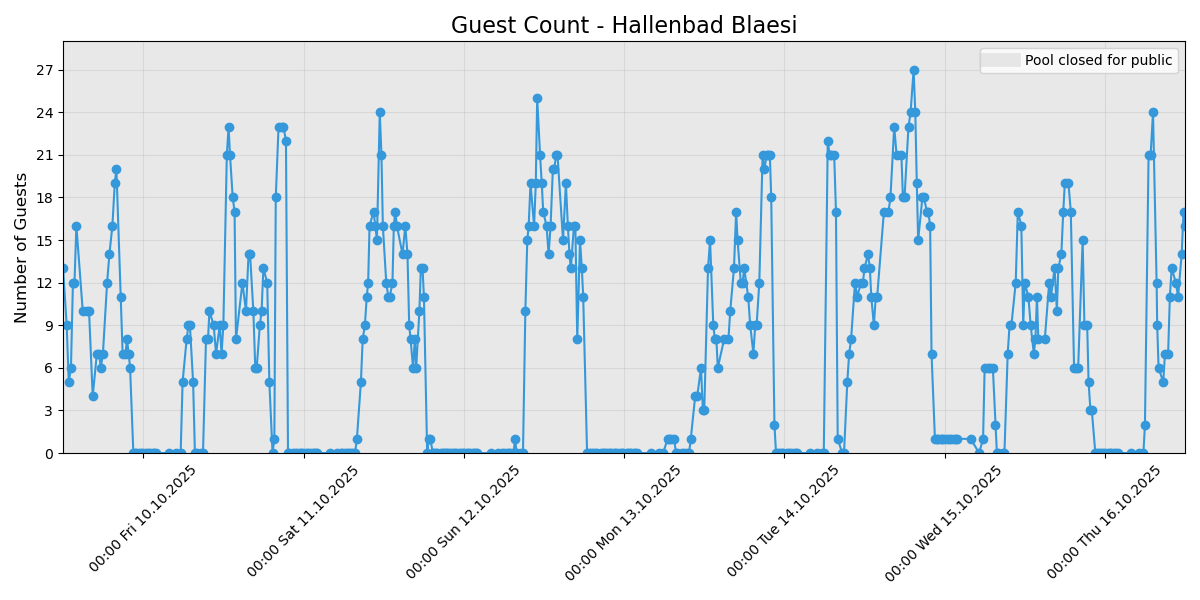 Guest Count - Hallenbad Blaesi
Pool closed for public
Number of Guests
27
24
21
18
15
12
9
6
3
0
00:00 Fri 10.10.2025
00:00 Sat 11.10.2025
00:00 Sun 12.10.2025
00:00 Mon 13.10.2025
00:00 Tue 14.10.2025
00:00 Wed 15.10.2025
00:00 Thu 16.10.2025